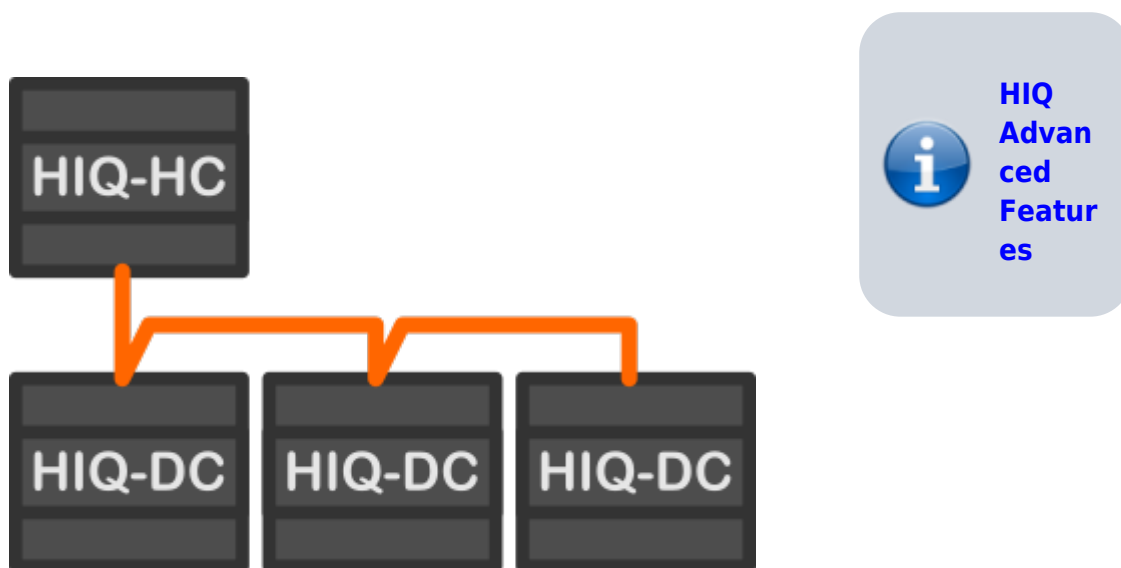 HIQ-HC
HIQ-DC HIQ-DC HIQ-DC
HIQ
Advan
ced
Featur
es